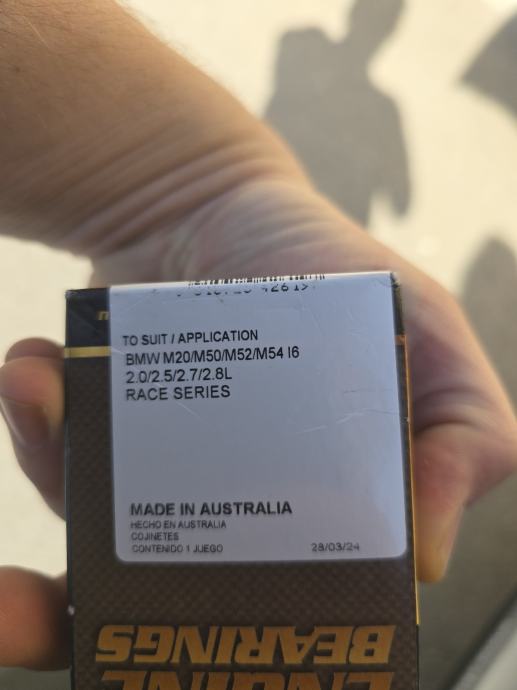 TO SUIT / APPLICATION
BMW M20/M50/M52/M54 I6
2.0/2.5/2.7/2.8L
RACE SERIES
MADE IN AUSTRALIA
HECHO EN AUSTRALIA
COJINETES
CONTENIDO 1 JUEGO
28/03/24
ENGINE
BEARINGS